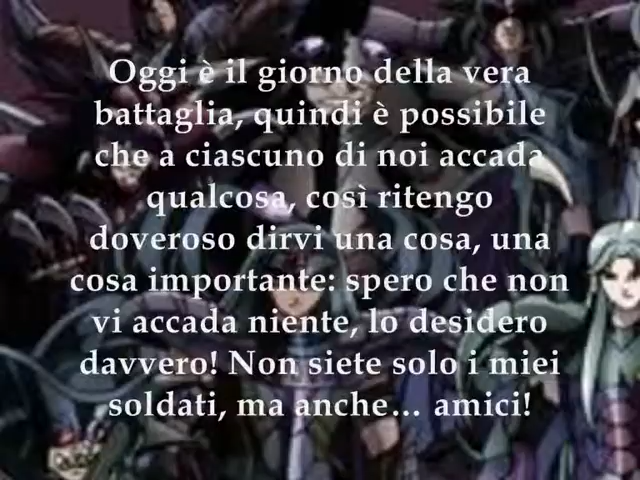 Oggi è il giorno della vera
battaglia, quindi è possibile
che a ciascuno di noi accada
qualcosa, così ritengo
doveroso dirvi una cosa, una
cosa importante: spero che non
vi accada niente, lo desidero
davvero! Non siete solo i miei
soldati, ma anche… amici!